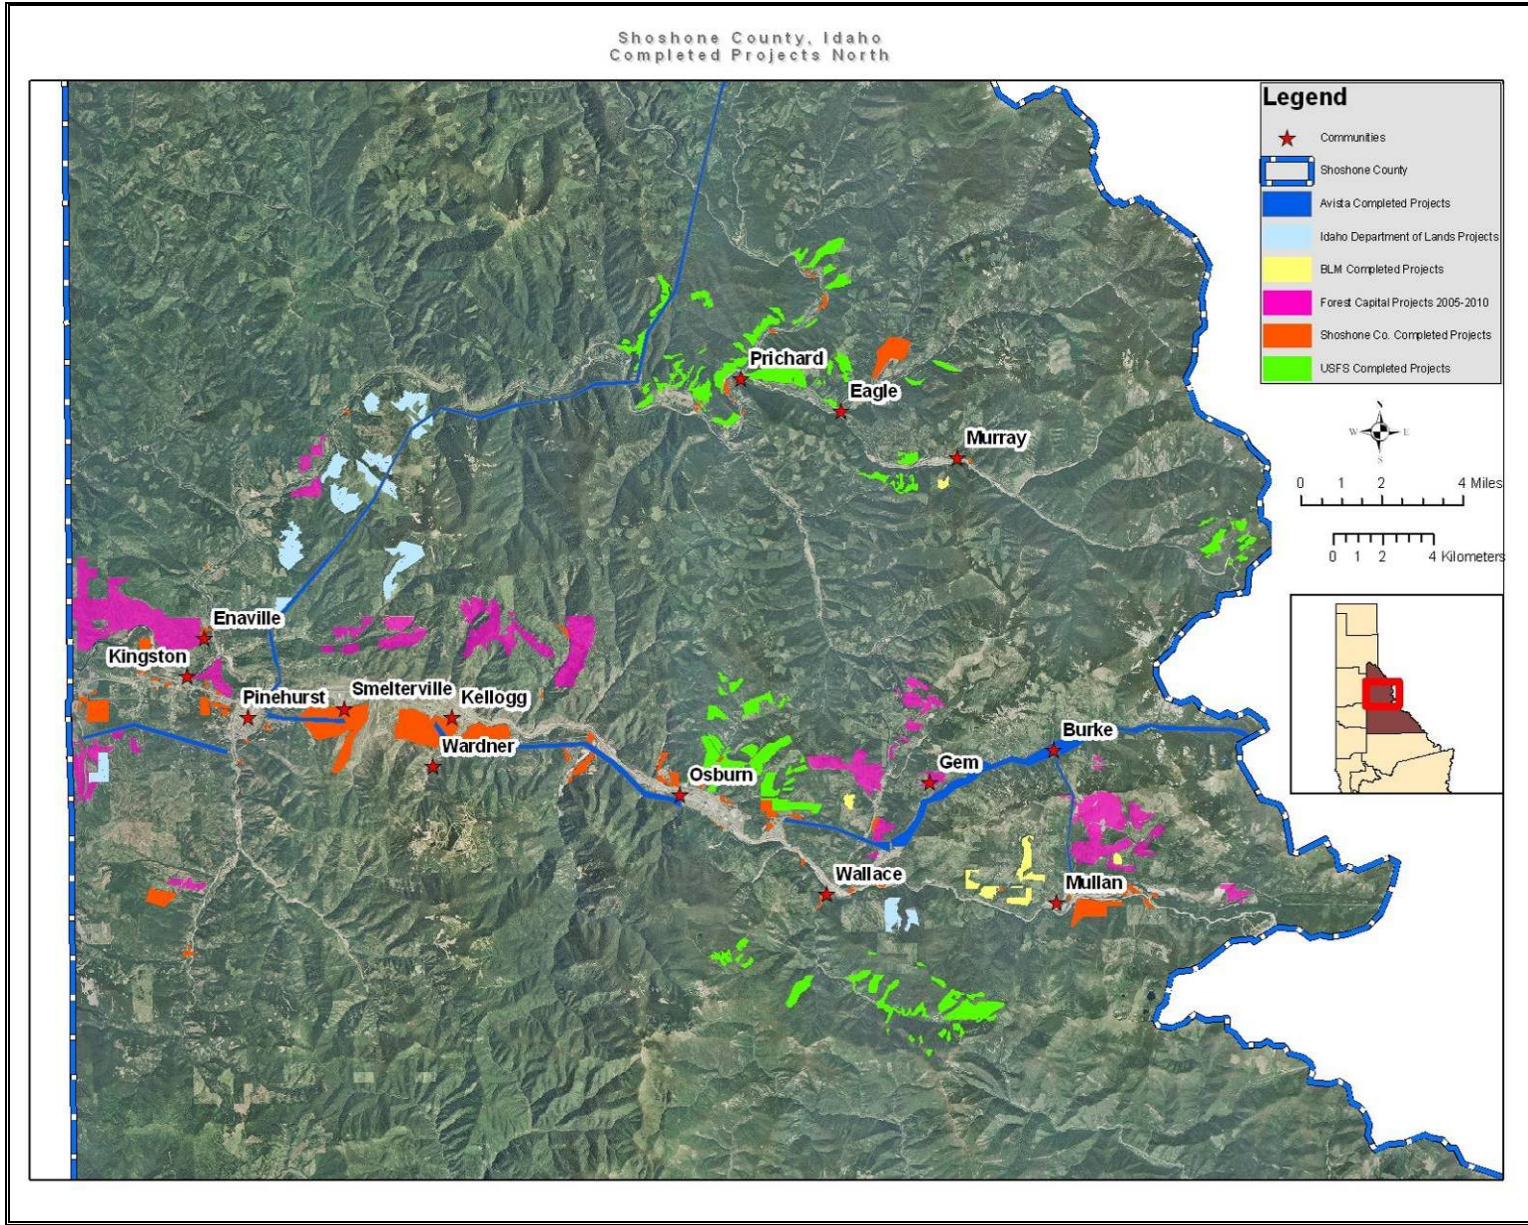 Shoshone County, Idaho
Completed Projects North
Legend
Communities
Shoshone County
Avista Completed Projects
Idaho Department of Lands Projects
BLM Completed Projects
Forest Capital Projects 2005-2010
Shoshone Co. Completed Projects
USFS Completed Projects
N
W E
S
0 1 2 4 Miles
0 1 2 4 Kilometers
Prichard
Eagle
Murray
Enaville
Kingston
Pinehurst
Smelterville
Kellogg
Wardner
Osburn
Burke
Gem
Wallace
Mullan